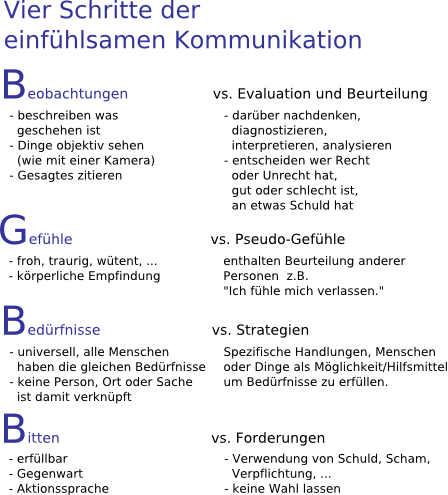 Vier Schritte der
einfühlsamen Kommunikation
Beobachtungen
- beschreiben was
geschehen ist
- Dinge objektiv sehen
(wie mit einer Kamera)
- Gesagtes zitieren
vs. Evaluation und Beurteilung
- darüber nachdenken,
diagnostizieren,
interpretieren, analysieren
- entscheiden wer Recht
oder Unrecht hat,
gut oder schlecht ist,
an etwas Schuld hat
Gefühle
- froh, traurig, wütent, ...
- körperliche Empfindung
vs. Pseudo-Gefühle
enthalten Beurteilung anderer
Personen z.B.
"Ich fühle mich verlassen."
Bedürfnisse
- universell, alle Menschen
haben die gleichen Bedürfnisse
- keine Person, Ort oder Sache
ist damit verknüpft
vs. Strategien
Spezifische Handlungen, Menschen
oder Dinge als Möglichkeit/Hilfsmittel
um Bedürfnisse zu erfüllen.
Bitten
- erfüllbar
- Gegenwart
- Aktionssprache
vs. Forderungen
- Verwendung von Schuld, Scham,
Verpflichtung, ...
- keine Wahl lassen